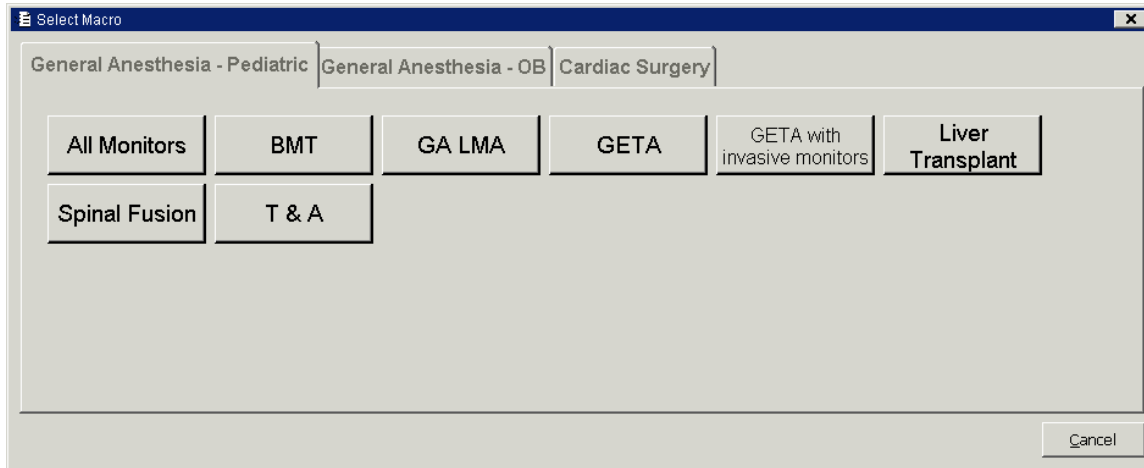 Select Macro
General Anesthesia - Pediatric General Anesthesia - OB Cardiac Surgery
All Monitors BMT GA LMA GETA GETA with invasive monitors Liver Transplant
Spinal Fusion T & A
Cancel